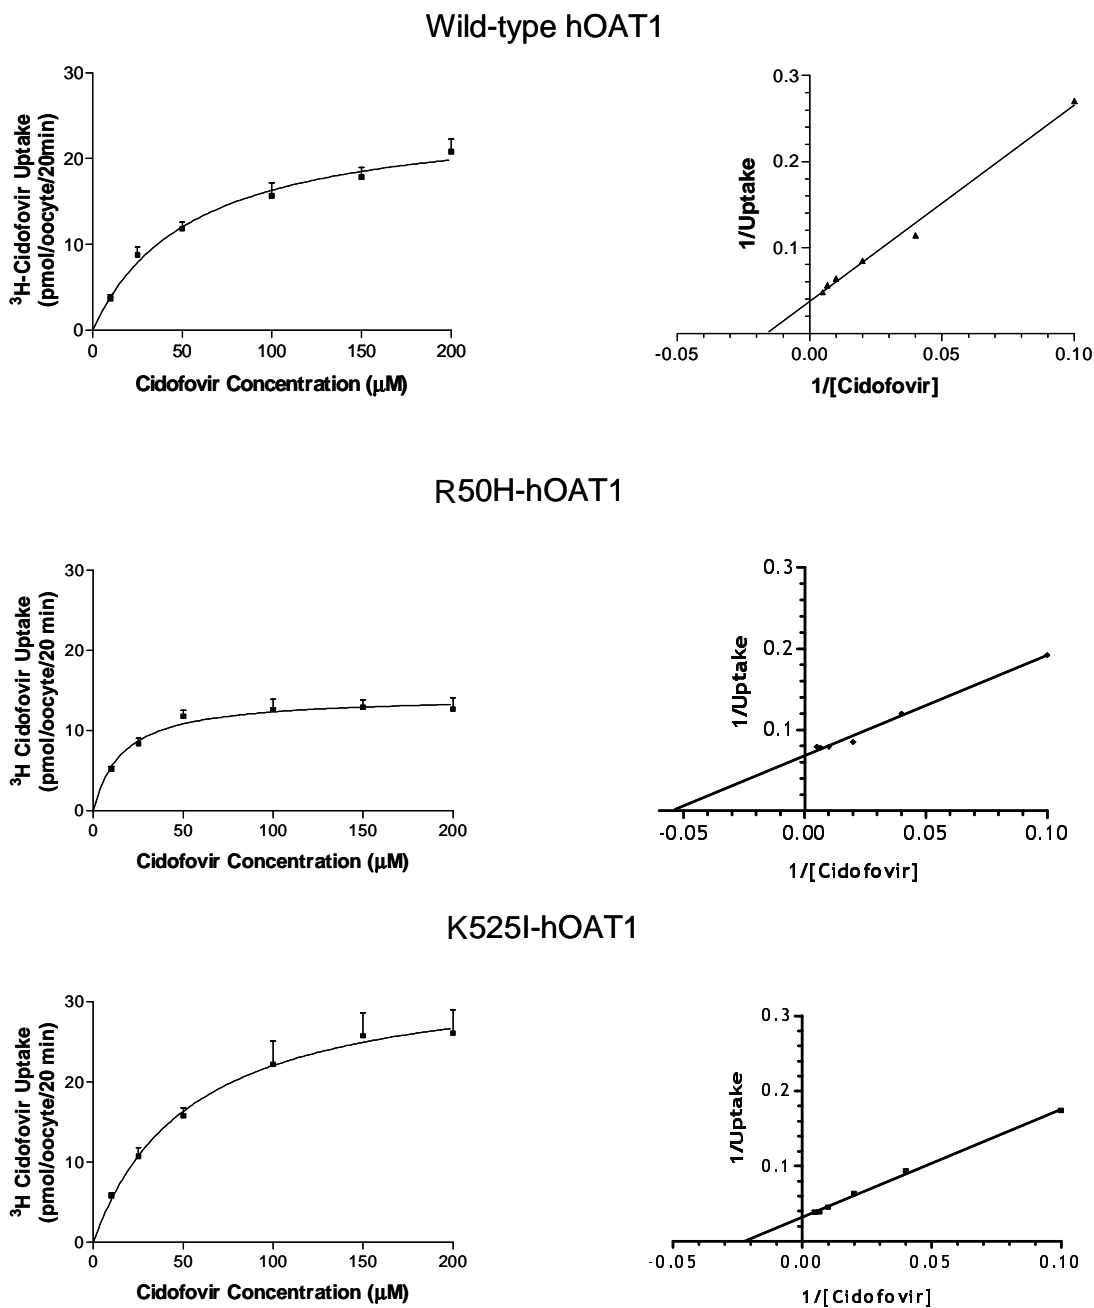 Wild-type hOAT1
³H-Cidofovir Uptake
(pmol/oocyte/20min)
30
20
10
0
0 50 100 150 200
Cidofovir Concentration (μM)
1/Uptake
0.3
0.2
0.1
-0.05 0.00 0.05 0.10
1/[Cidofovir]
R50H-hOAT1
³H Cidofovir Uptake
(pmol/oocyte/20 min)
30
20
10
0
0 50 100 150 200
Cidofovir Concentration (μM)
1/Uptake
0.3
0.2
0.1
-0.05 0.00 0.05 0.10
1/[Cidofovir]
K525I-hOAT1
³H Cidofovir Uptake
(pmol/oocyte/20 min)
30
20
10
0
0 50 100 150 200
Cidofovir Concentration (μM)
1/Uptake
0.3
0.2
0.1
-0.05 0.00 0.05 0.10
1/[Cidofovir]